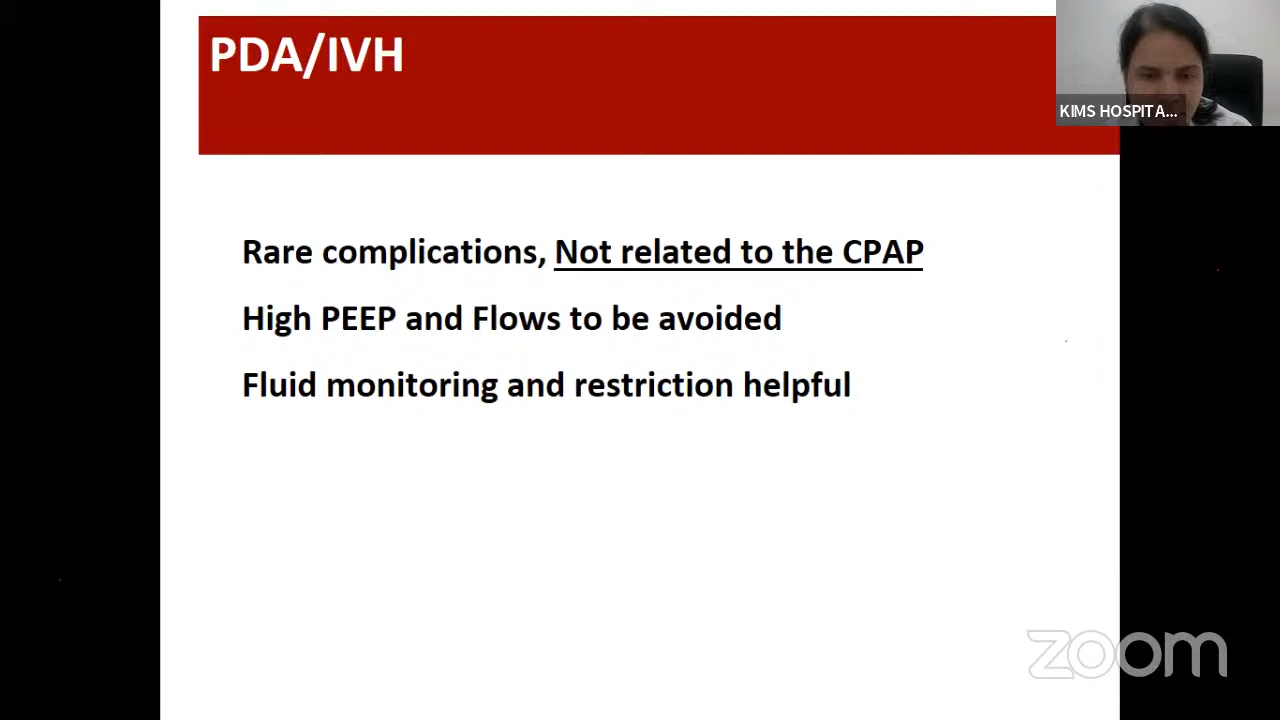 PDA/IVH
KIMS HOSPITA...
Rare complications, Not related to the CPAP
High PEEP and Flows to be avoided
Fluid monitoring and restriction helpful
zoom